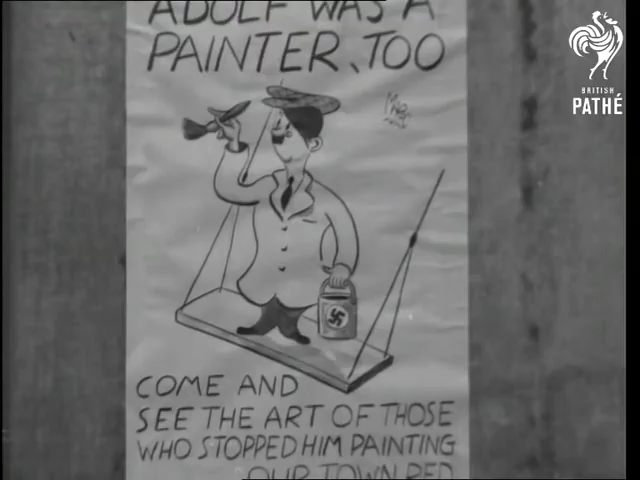 ADOLF WAS A
PAINTER, TOO
COME AND
SEE THE ART OF THOSE
WHO STOPPED HIM PAINTING
OUR TOWN RED
BRITISH
PATHÉ